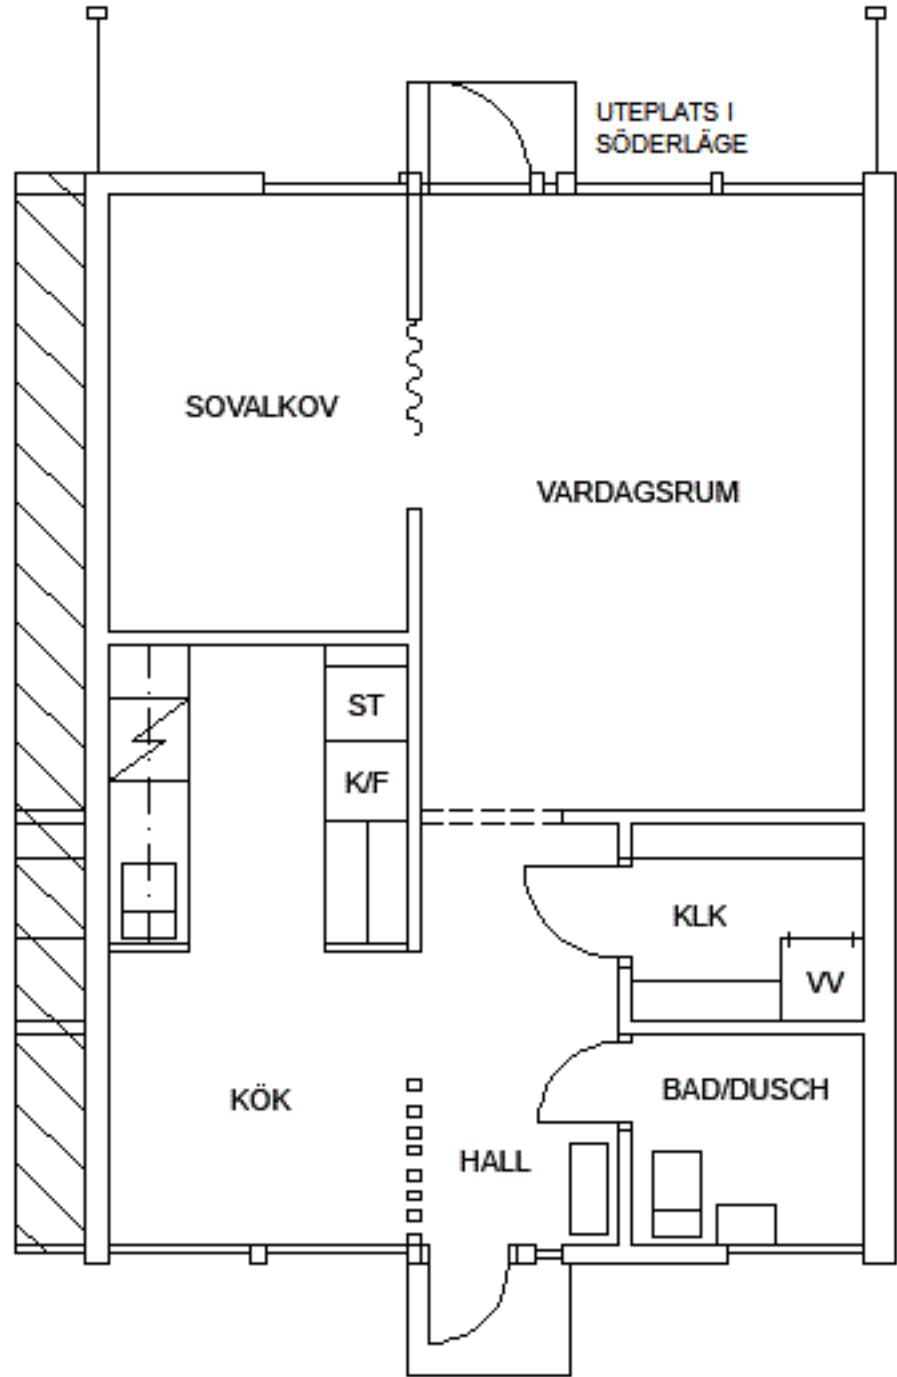 UTEPLATS I
SÖDERLÄGE
SOVALKOV
VARDAGSRUM
ST
K/F
KLK
VV
KÖK
BAD/DUSCH
HALL